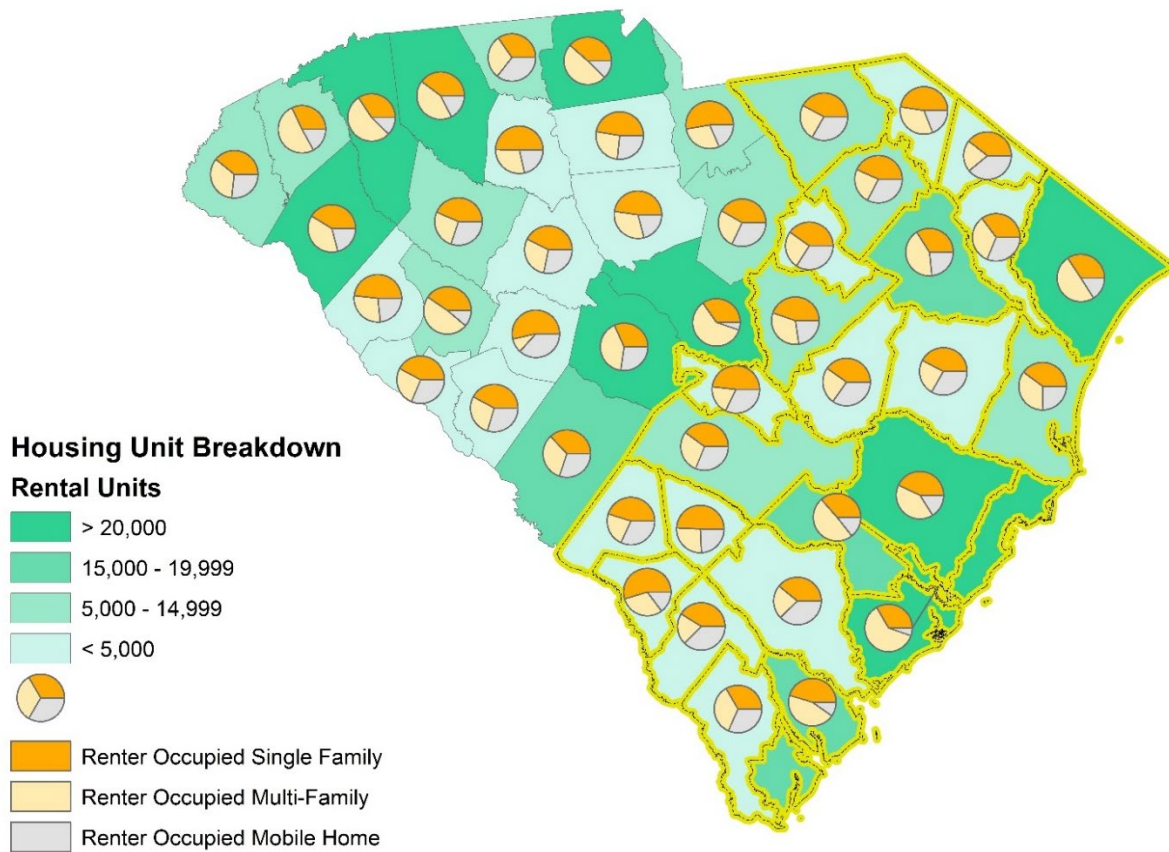 Housing Unit Breakdown
Rental Units
> 20,000
15,000 - 19,999
5,000 - 14,999
< 5,000
Renter Occupied Single Family
Renter Occupied Multi-Family
Renter Occupied Mobile Home